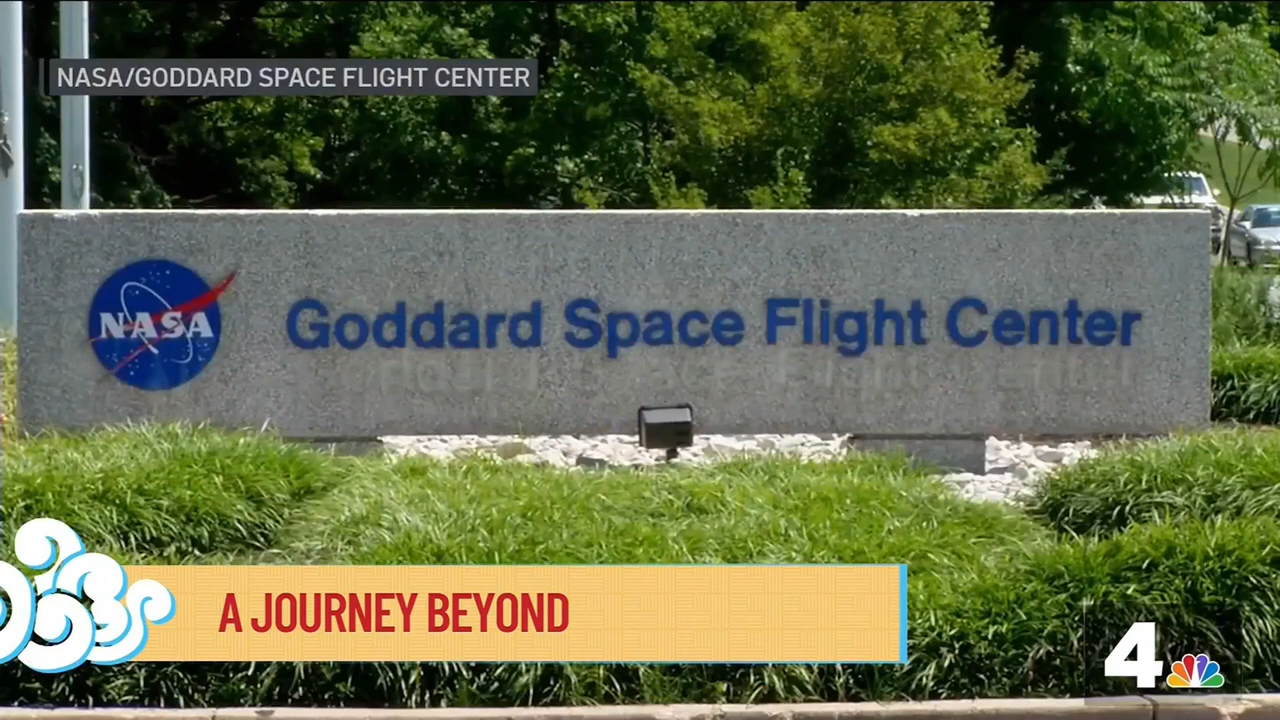 NASA/GODDARD SPACE FLIGHT CENTER
NASA
Goddard Space Flight Center
A JOURNEY BEYOND
4